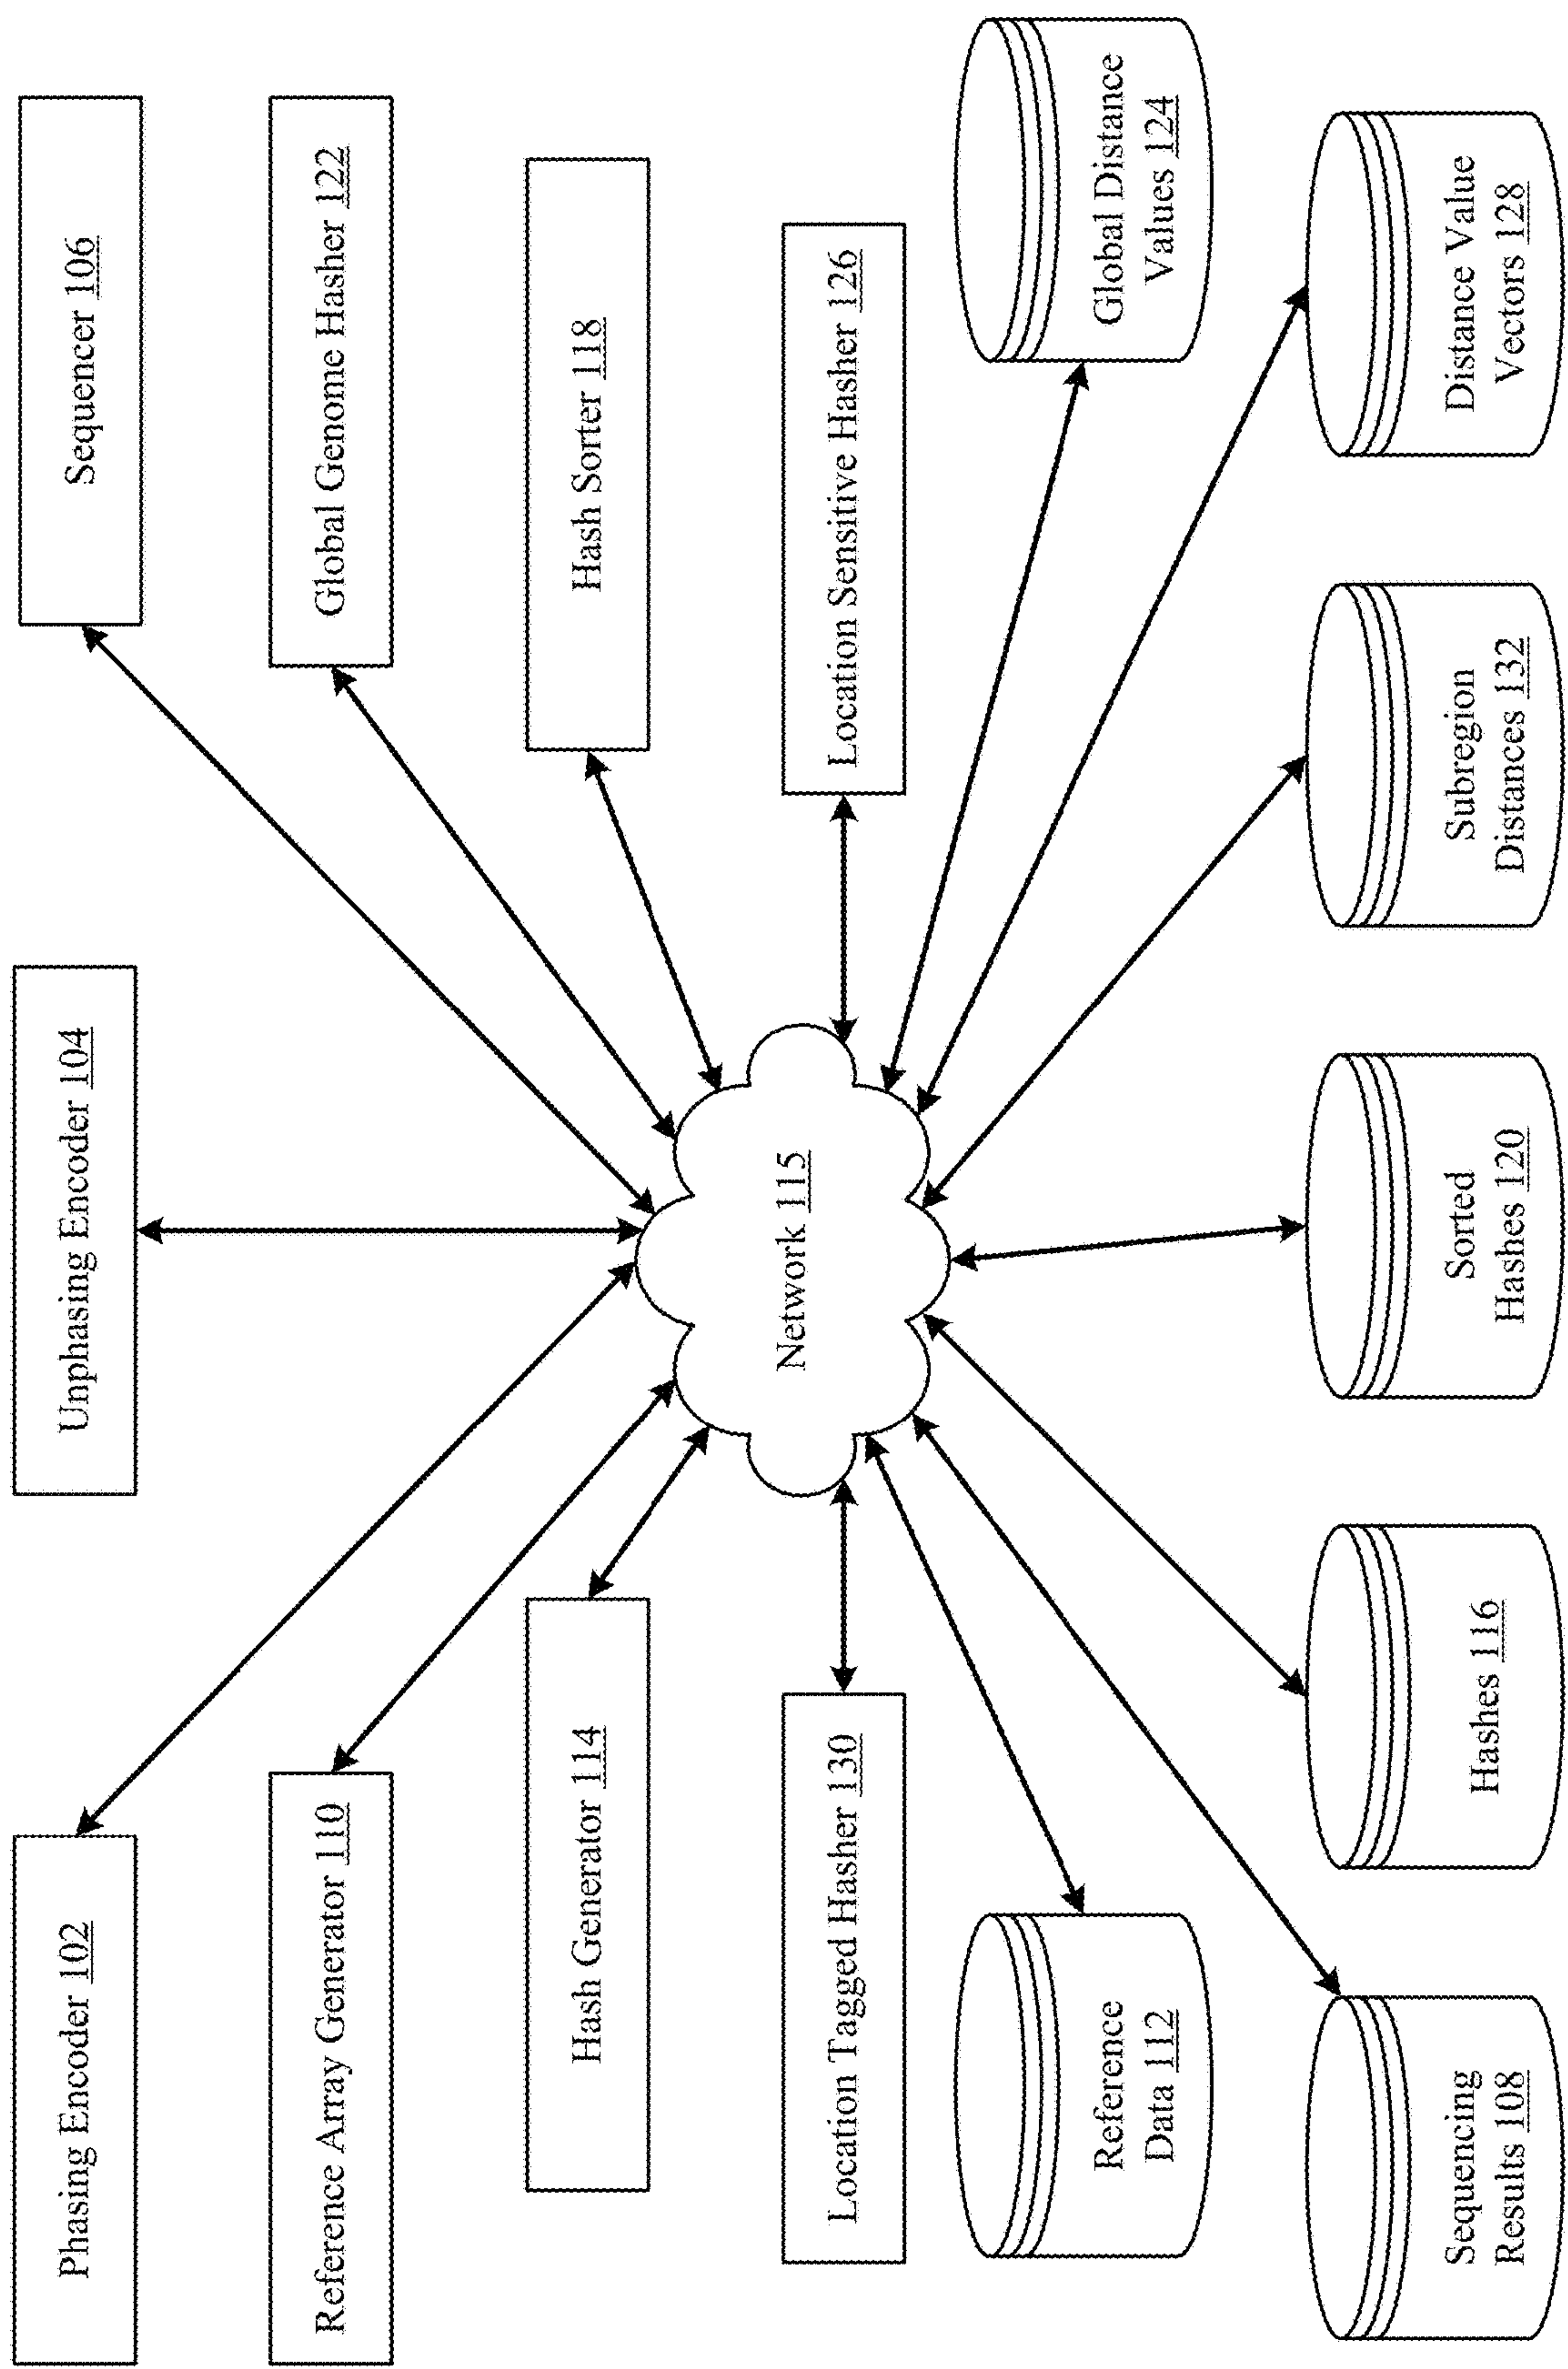 Phasing Encoder 102
Unphasing Encoder 104
Sequencer 106
Reference Array Generator 110
Global Genome Hasher 122
Hash Generator 114
Hash Sorter 118
Network 115
Location Tagged Hasher 130
Location Sensitive Hasher 126
Reference
Data 112
Global Distance
Values 124
Sequencing
Results 108
Hashes 116
Sorted
Hashes 120
Subregion
Distances 132
Distance Value
Vectors 128